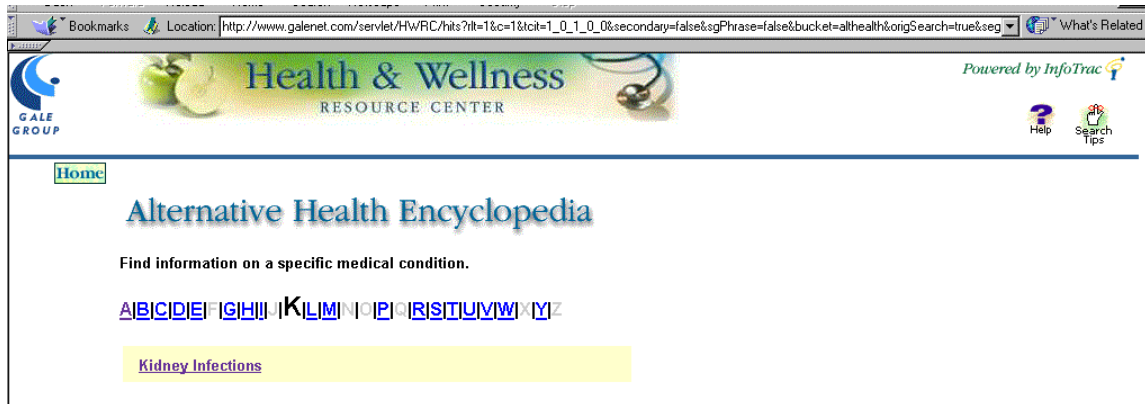 Bookmarks Location: http://www.galenet.com/servlet/HWRC/hits?rlt=1&c=1&tcit=1_0_1_0_0&secondary=false&sgPhrase=false&bucket=althealth&origSearch=true&seg What's Related
GALE
GROUP
Health & Wellness
RESOURCE CENTER
Powered by InfoTrac
Help
Search
Tips
Home
Alternative Health Encyclopedia
Find information on a specific medical condition.
A|B|C|D|E|F|G|H|I|J|K|L|M|N|O|P|Q|R|S|T|U|V|W|X|Y|Z
Kidney Infections